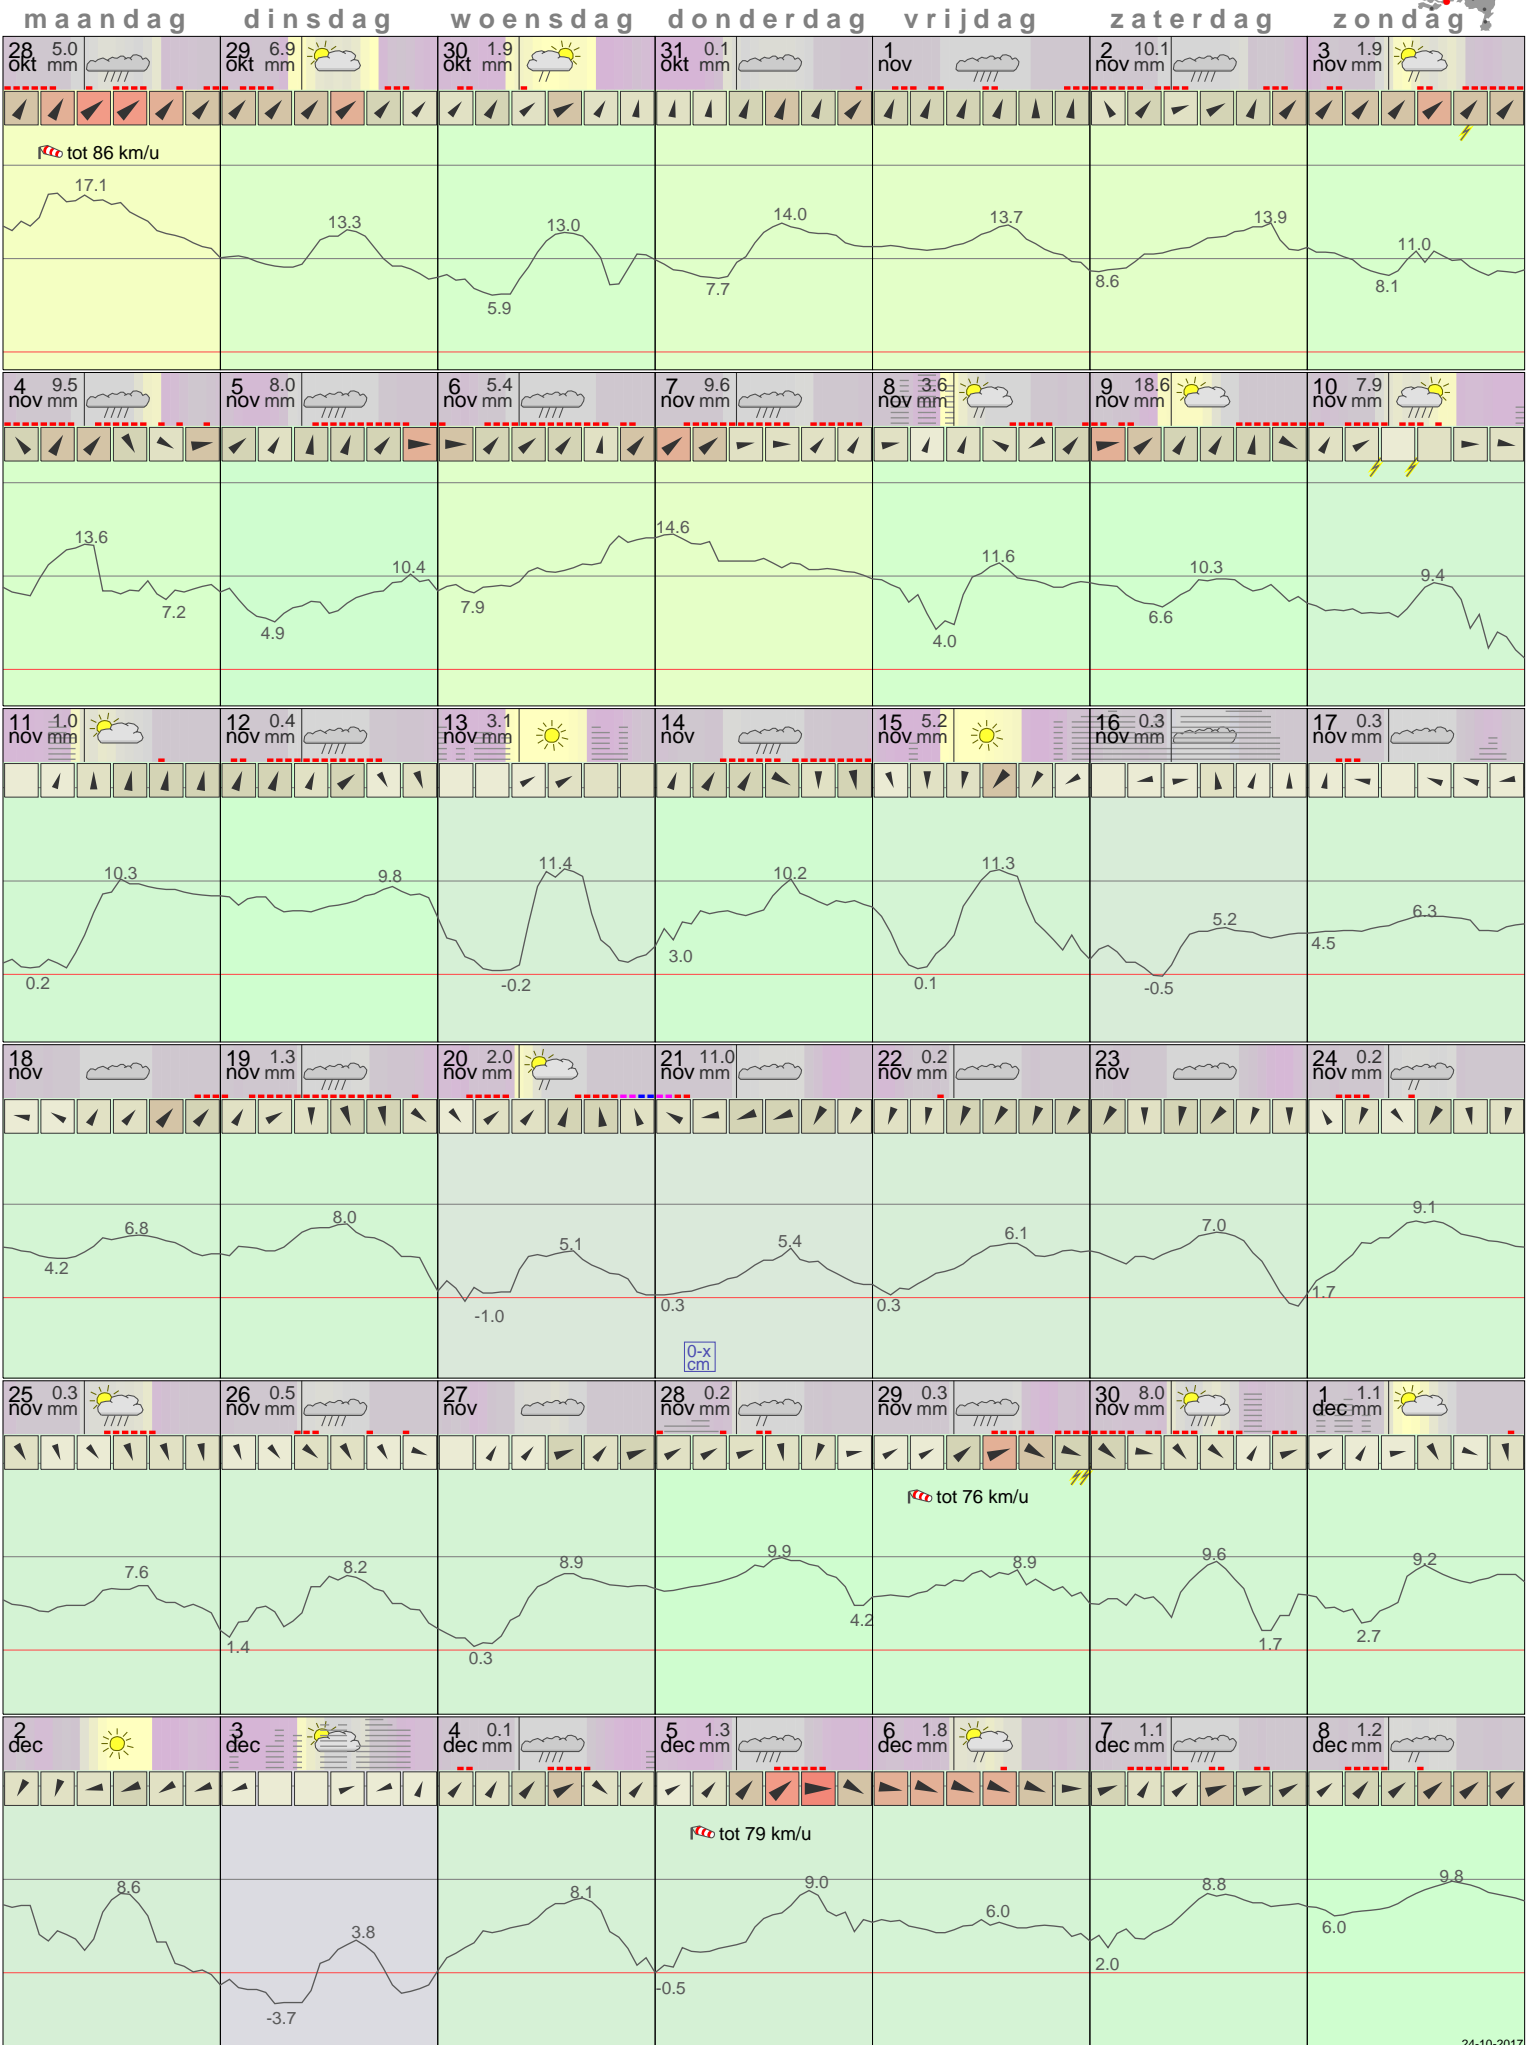 maandag dinsdag woensdag donderdag vrijdag zaterdag zondag
28 okt 5.0 mm 29 okt 6.9 mm 30 okt 1.9 mm 31 okt 0.1 mm 1 nov 2 nov 10.1 mm 3 nov 1.9 mm
tot 86 km/u
17.1 13.3 13.0 14.0 13.7 13.9 11.0
5.9 7.7 8.6 8.1
4 nov 9.5 mm 5 nov 8.0 mm 6 nov 5.4 mm 7 nov 9.6 mm 8 nov 3.6 mm 9 nov 18.6 mm 10 nov 7.9 mm
13.6 10.4 14.6 11.6 10.3 9.4
7.2 4.9 7.9 4.0 6.6
11 nov 1.0 mm 12 nov 0.4 mm 13 nov 3.1 mm 14 nov 15 nov 5.2 mm 16 nov 0.3 mm 17 nov 0.3 mm
10.3 9.8 11.4 10.2 11.3 5.2 6.3
0.2 -0.2 3.0 0.1 -0.5 4.5
18 nov 19 nov 1.3 mm 20 nov 2.0 mm 21 nov 11.0 mm 22 nov 0.2 mm 23 nov 24 nov 0.2 mm
6.8 8.0 5.1 5.4 6.1 7.0 9.1
4.2 -1.0 0.3 0.3 1.7
0-x
cm
25 nov 0.3 mm 26 nov 0.5 mm 27 nov 28 nov 0.2 mm 29 nov 0.3 mm 30 nov 8.0 mm 1 dec 1.1 mm
tot 76 km/u
7.6 8.2 8.9 9.9 8.9 9.6 9.2
1.4 0.3 4.2 1.7 2.7
2 dec 3 dec 4 dec 0.1 mm 5 dec 1.3 mm 6 dec 1.8 mm 7 dec 1.1 mm 8 dec 1.2 mm
tot 79 km/u
8.6 3.8 8.1 9.0 6.0 8.8 9.8
-3.7 -0.5 2.0 6.0
24-10-2017